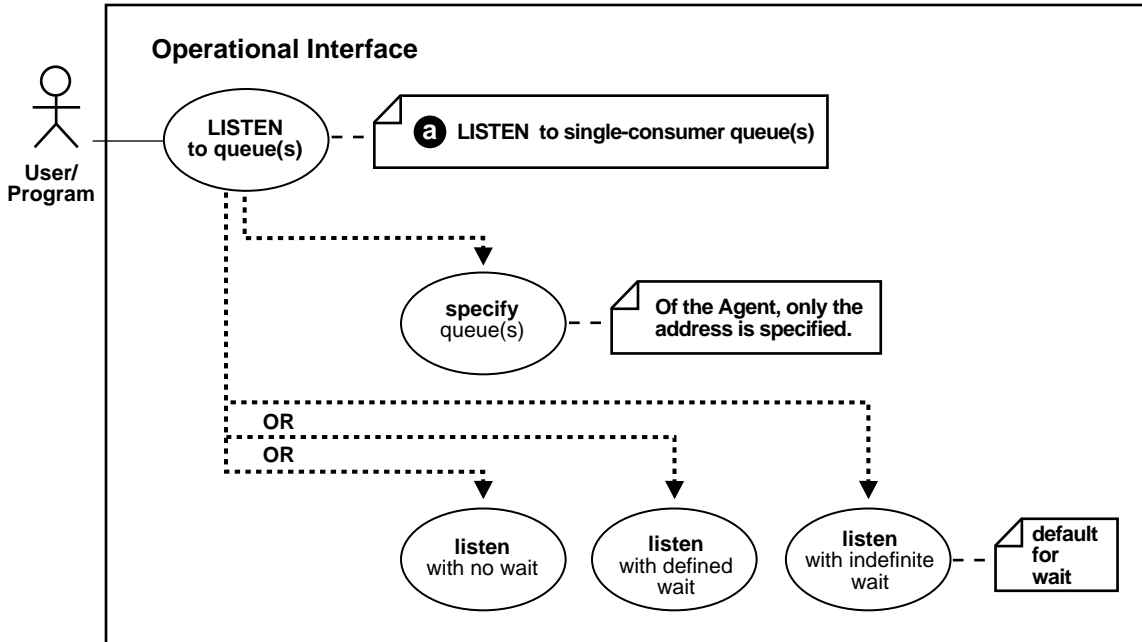 Operational Interface
User/
Program
LISTEN
to queue(s)
a LISTEN to single-consumer queue(s)
specify
queue(s)
Of the Agent, only the
address is specified.
OR
OR
listen
with no wait
listen
with defined
wait
listen
with indefinite
wait
default
for
wait